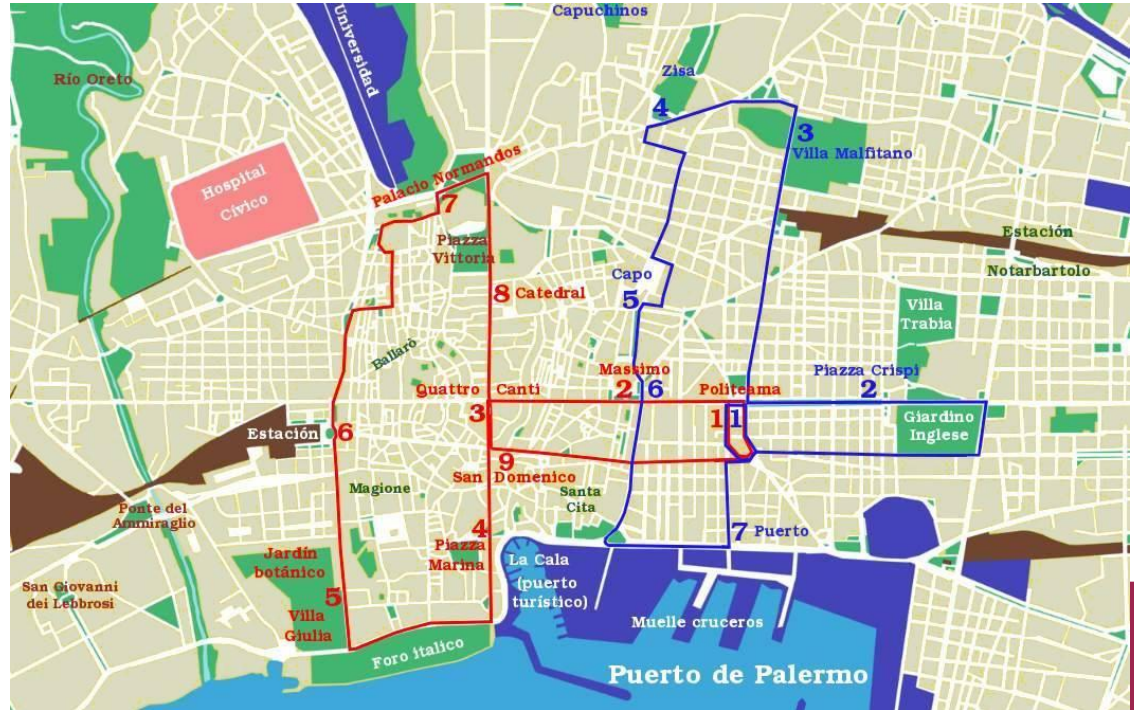 Capuchinos
Universidad
Zisa
Río Oreto
4
3
Villa Malfitano
Palacio Normandos
Hospital
Cívico
7
Piazza
Vittoria
Estación
Notarbartolo
Capo
5
8 Catedral
Villa
Trabia
Ballarò
Massimo
2 6
Politeama
1 1
Piazza Crispi
2
Quattro Canti
3
Giardino
Inglese
Estación 6
9
San Domenico
Magione
Santa
Cita
Ponte del
Ammiraglio
4
Piazza
Marina
7 Puerto
Jardín
botánico
La Cala
(puerto
turístico)
San Giovanni
dei Lebbrosi
5
Villa
Giulia
Muelle cruceros
Foro italico
Puerto de Palermo